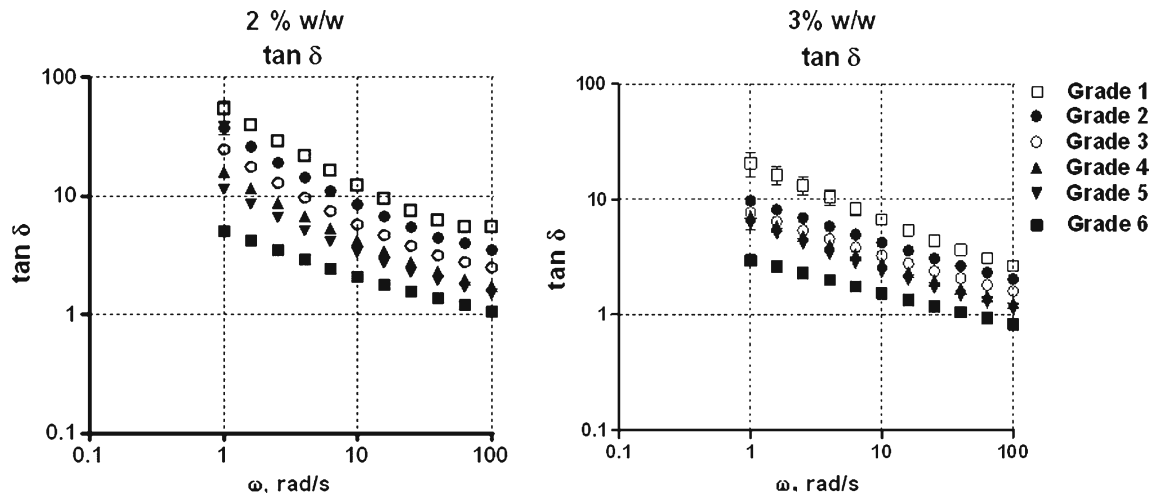 2 % w/w
tan δ
100
10
1
0.1
tan δ
0.1
1
10
100
ω, rad/s
3% w/w
tan δ
100
10
1
0.1
tan δ
0.1
1
10
100
ω, rad/s
Grade 1
Grade 2
Grade 3
Grade 4
Grade 5
Grade 6